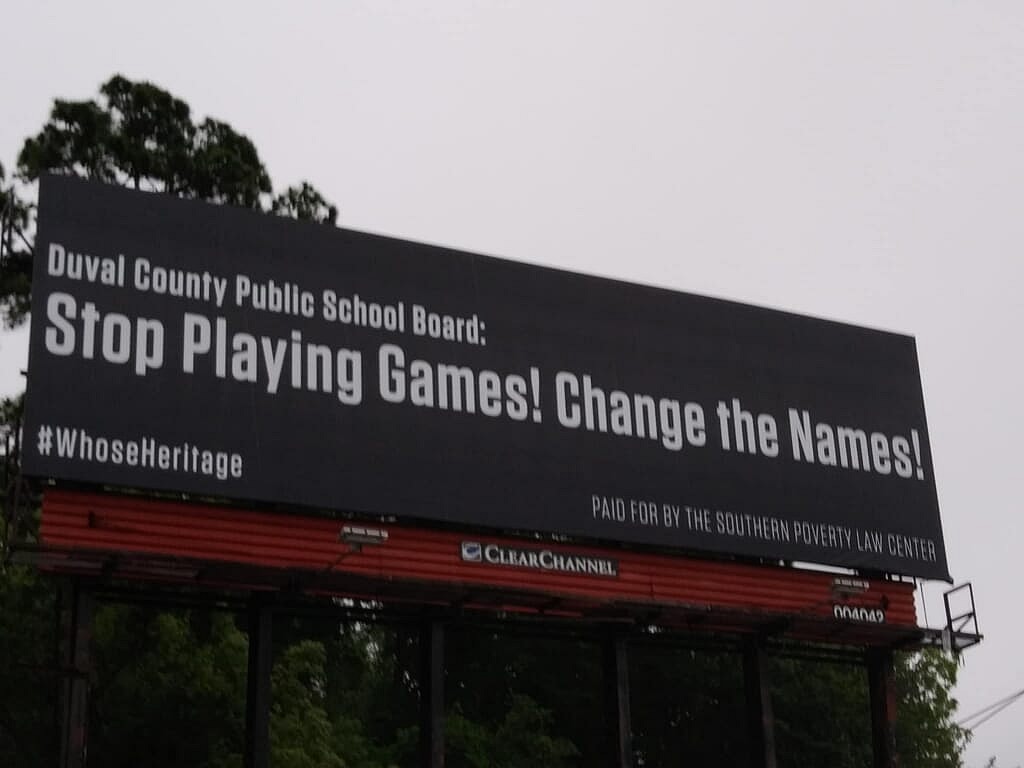 Duval County Public School Board:
Stop Playing Games! Change the Names!
#WhoseHeritage
PAID FOR BY THE SOUTHERN POVERTY LAW CENTER
CLEARCHANNEL
004042